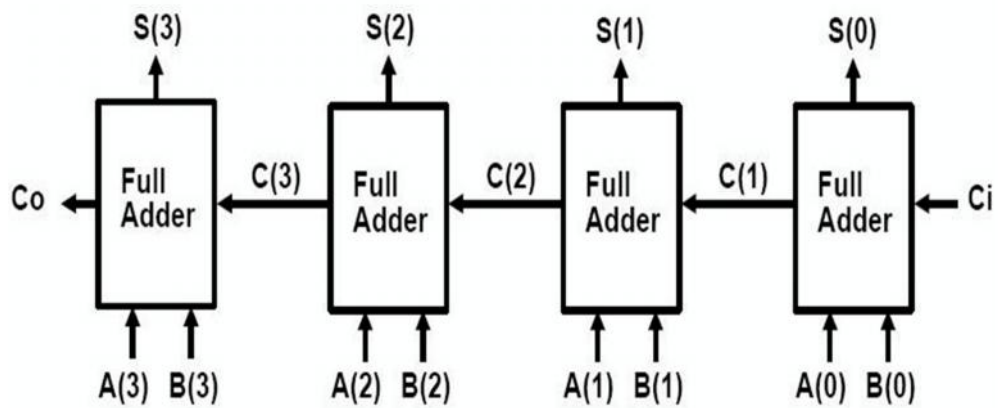 S(3) S(2) S(1) S(0)
Full Adder
Full Adder
Full Adder
Full Adder
Co C(3) C(2) C(1) Ci
A(3) B(3) A(2) B(2) A(1) B(1) A(0) B(0)